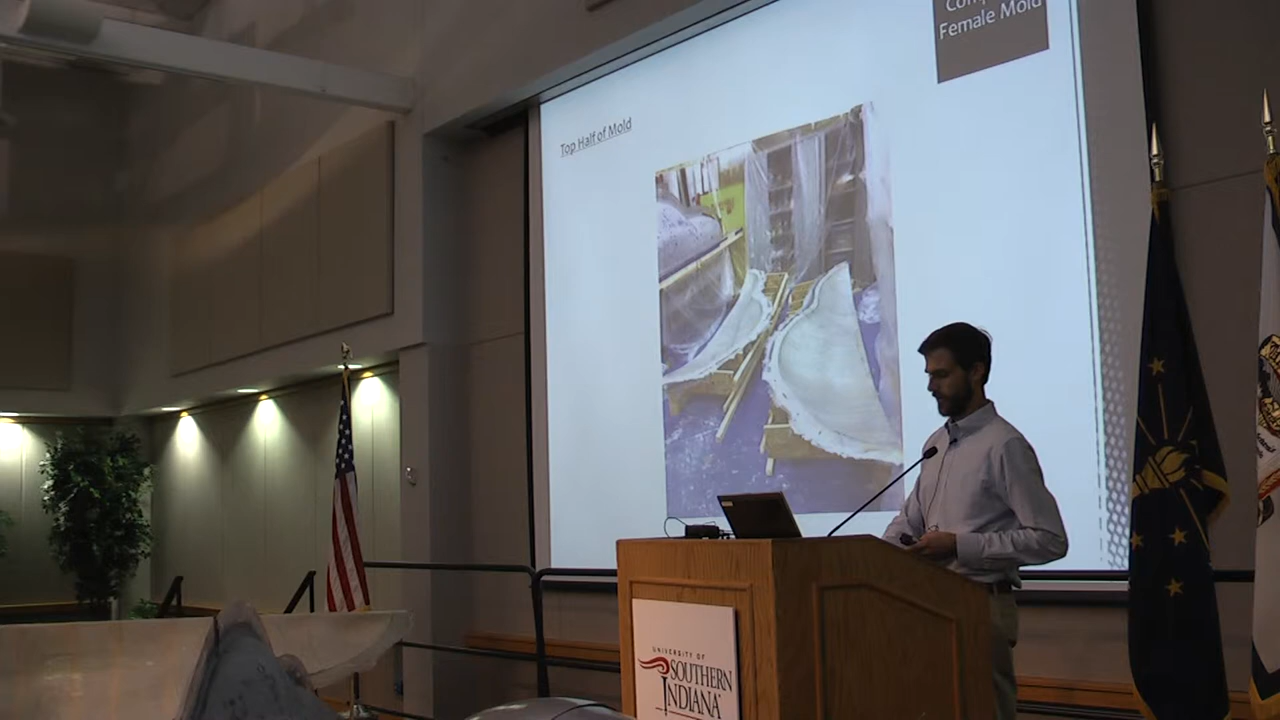 Female Mold
Top Half of Mold
UNIVERSITY OF
SOUTHERN
INDIANA